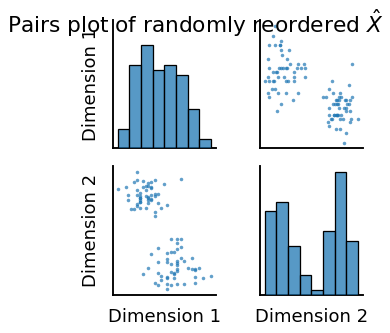 Pairs plot of randomly reordered X̂
Dimension 1
Dimension 2
Dimension 1
Dimension 2